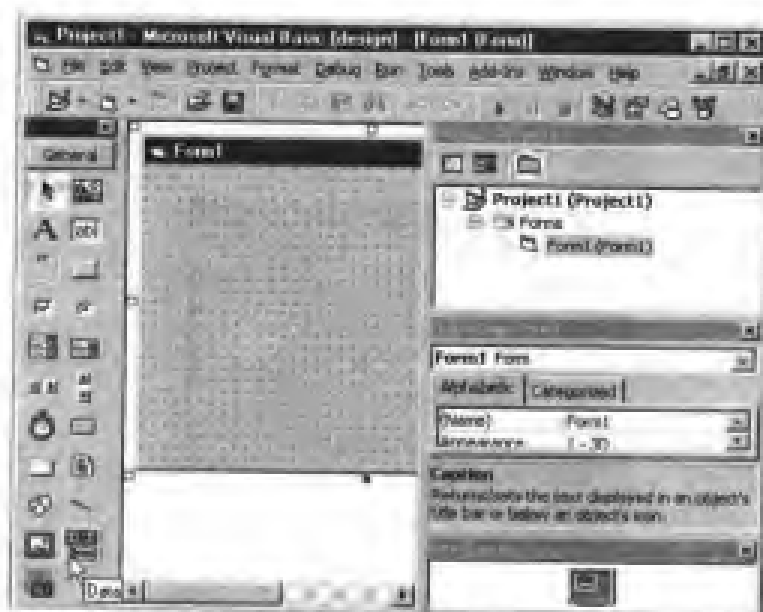 Project1 - Microsoft Visual Basic [design] - [Form1 (Form)]
File Edit View Project Format Debug Run Tools Add-Ins Window Help
General
Form1
A
ab|
Project1 (Project1)
Forms
Form1 (Form1)
Form1 Form
Alphabetic Categorized
(Name) Form1
Appearance 1 - 3D
Caption
Returns/sets the text displayed in an object's
title bar or below an object's icon.
Data